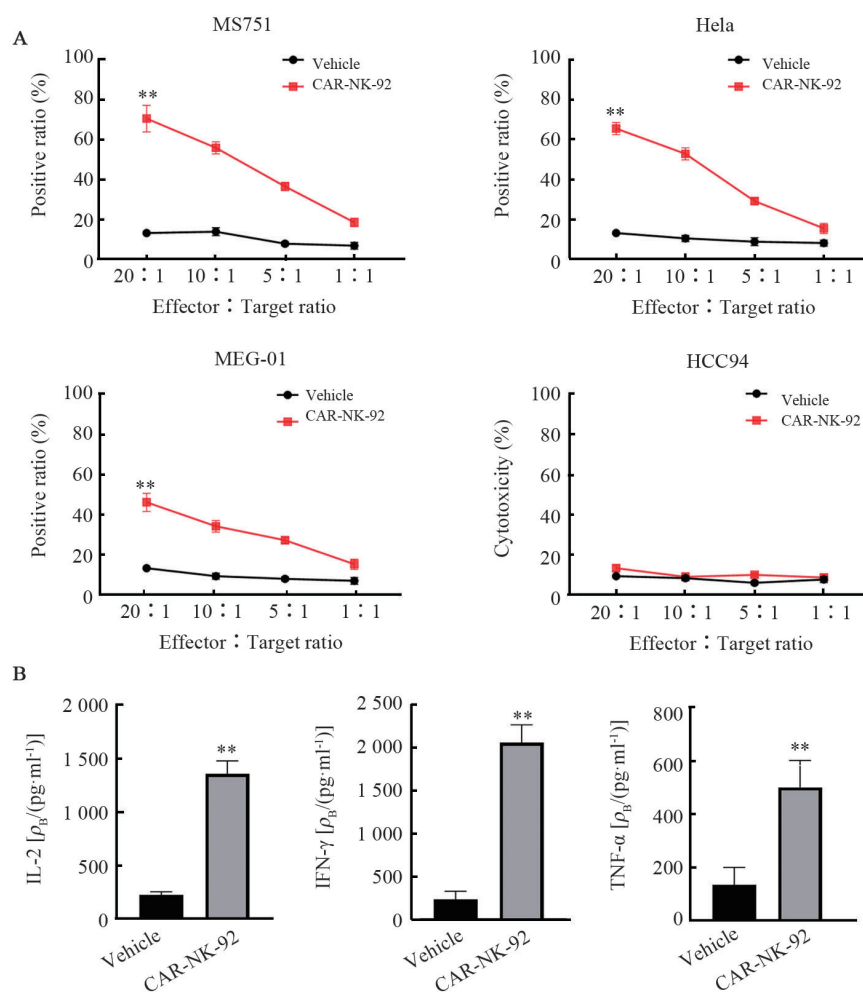 A
MS751
Positive ratio (%)
100
80
60
40
20
0
**
Vehicle
CAR-NK-92
20∶1 10∶1 5∶1 1∶1
Effector∶Target ratio
Hela
Positive ratio (%)
100
80
60
40
20
0
**
Vehicle
CAR-NK-92
20∶1 10∶1 5∶1 1∶1
Effector∶Target ratio
MEG-01
Positive ratio (%)
100
80
60
40
20
0
**
Vehicle
CAR-NK-92
20∶1 10∶1 5∶1 1∶1
Effector∶Target ratio
HCC94
Cytotoxicity (%)
100
80
60
40
20
0
Vehicle
CAR-NK-92
20∶1 10∶1 5∶1 1∶1
Effector∶Target ratio
B
IL-2 [ρB/(pg·ml-1)]
2 000
1 500
1 000
500
0
**
Vehicle
CAR-NK-92
IFN-γ [ρB/(pg·ml-1)]
2 500
2 000
1 500
1 000
500
0
**
Vehicle
CAR-NK-92
TNF-α [ρB/(pg·ml-1)]
800
600
400
200
0
**
Vehicle
CAR-NK-92